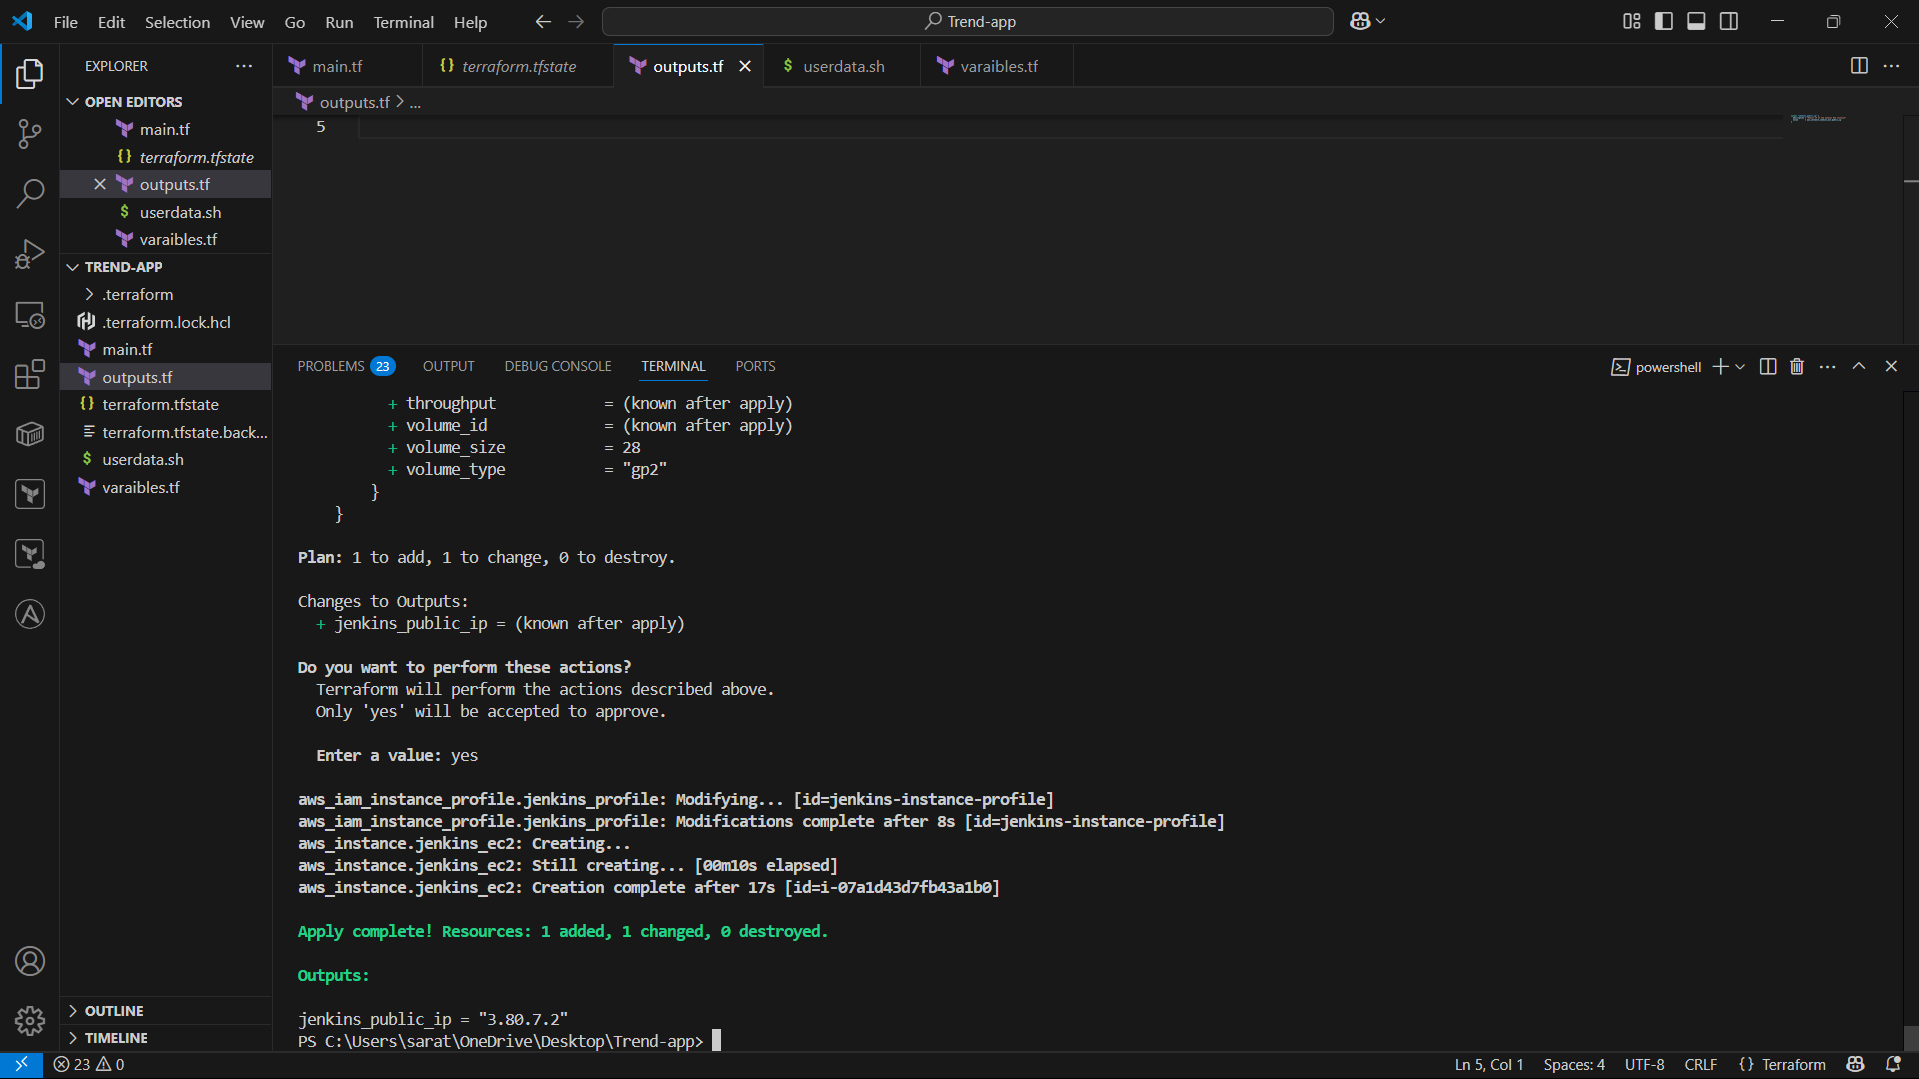 File Edit Selection View Go Run Terminal Help
Trend-app
EXPLORER
OPEN EDITORS
main.tf
terraform.tfstate
outputs.tf
userdata.sh
varaibles.tf
TREND-APP
.terraform
.terraform.lock.hcl
main.tf
outputs.tf
terraform.tfstate
terraform.tfstate.back...
userdata.sh
varaibles.tf
OUTLINE
TIMELINE
main.tf
terraform.tfstate
outputs.tf
userdata.sh
varaibles.tf
outputs.tf > ...
5
PROBLEMS 23 OUTPUT DEBUG CONSOLE TERMINAL PORTS
powershell
+ throughput = (known after apply)
+ volume_id = (known after apply)
+ volume_size = 28
+ volume_type = "gp2"
}
}
Plan: 1 to add, 1 to change, 0 to destroy.
Changes to Outputs:
+ jenkins_public_ip = (known after apply)
Do you want to perform these actions?
Terraform will perform the actions described above.
Only 'yes' will be accepted to approve.
Enter a value: yes
aws_iam_instance_profile.jenkins_profile: Modifying... [id=jenkins-instance-profile]
aws_iam_instance_profile.jenkins_profile: Modifications complete after 8s [id=jenkins-instance-profile]
aws_instance.jenkins_ec2: Creating...
aws_instance.jenkins_ec2: Still creating... [00m10s elapsed]
aws_instance.jenkins_ec2: Creation complete after 17s [id=i-07a1d43d7fb43a1b0]
Apply complete! Resources: 1 added, 1 changed, 0 destroyed.
Outputs:
jenkins_public_ip = "3.80.7.2"
PS C:\Users\sarat\OneDrive\Desktop\Trend-app>
23 0
Ln 5, Col 1 Spaces: 4 UTF-8 CRLF {} Terraform